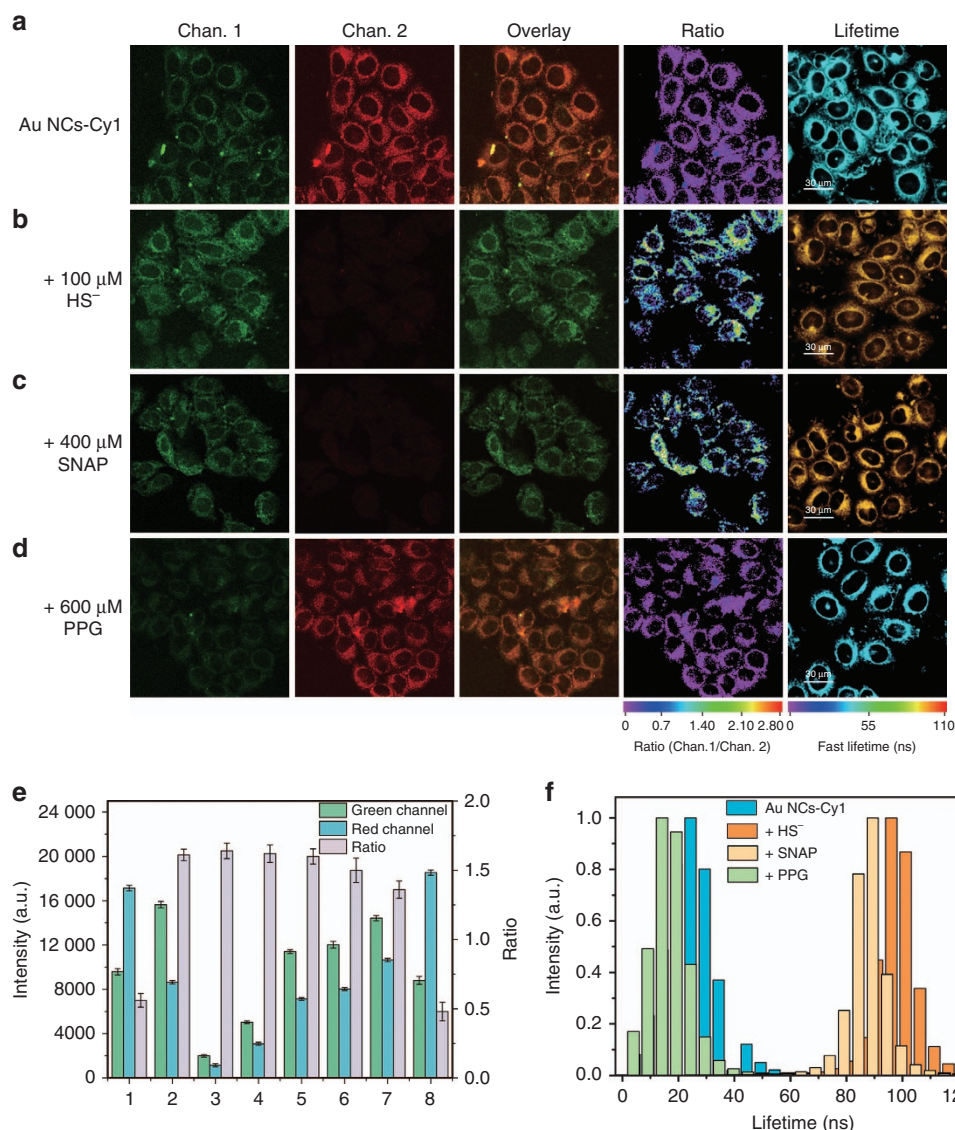 a
Chan. 1 Chan. 2 Overlay Ratio Lifetime
Au NCs-Cy1
30 μm
b
+ 100 μM
HS⁻
30 μm
c
+ 400 μM
SNAP
30 μm
d
+ 600 μM
PPG
30 μm
0 0.7 1.40 2.10 2.80 0 55 110
Ratio (Chan.1/Chan. 2) Fast lifetime (ns)
e
Intensity (a.u.)
24 000
20 000
16 000
12 000
8000
4000
0
Green channel
Red channel
Ratio
2.0
1.5
1.0
0.5
0.0
Ratio
1 2 3 4 5 6 7 8
f
Intensity (a.u.)
1.0
0.8
0.6
0.4
0.2
0.0
Au NCs-Cy1
+ HS⁻
+ SNAP
+ PPG
0 20 40 60 80 100 12
Lifetime (ns)